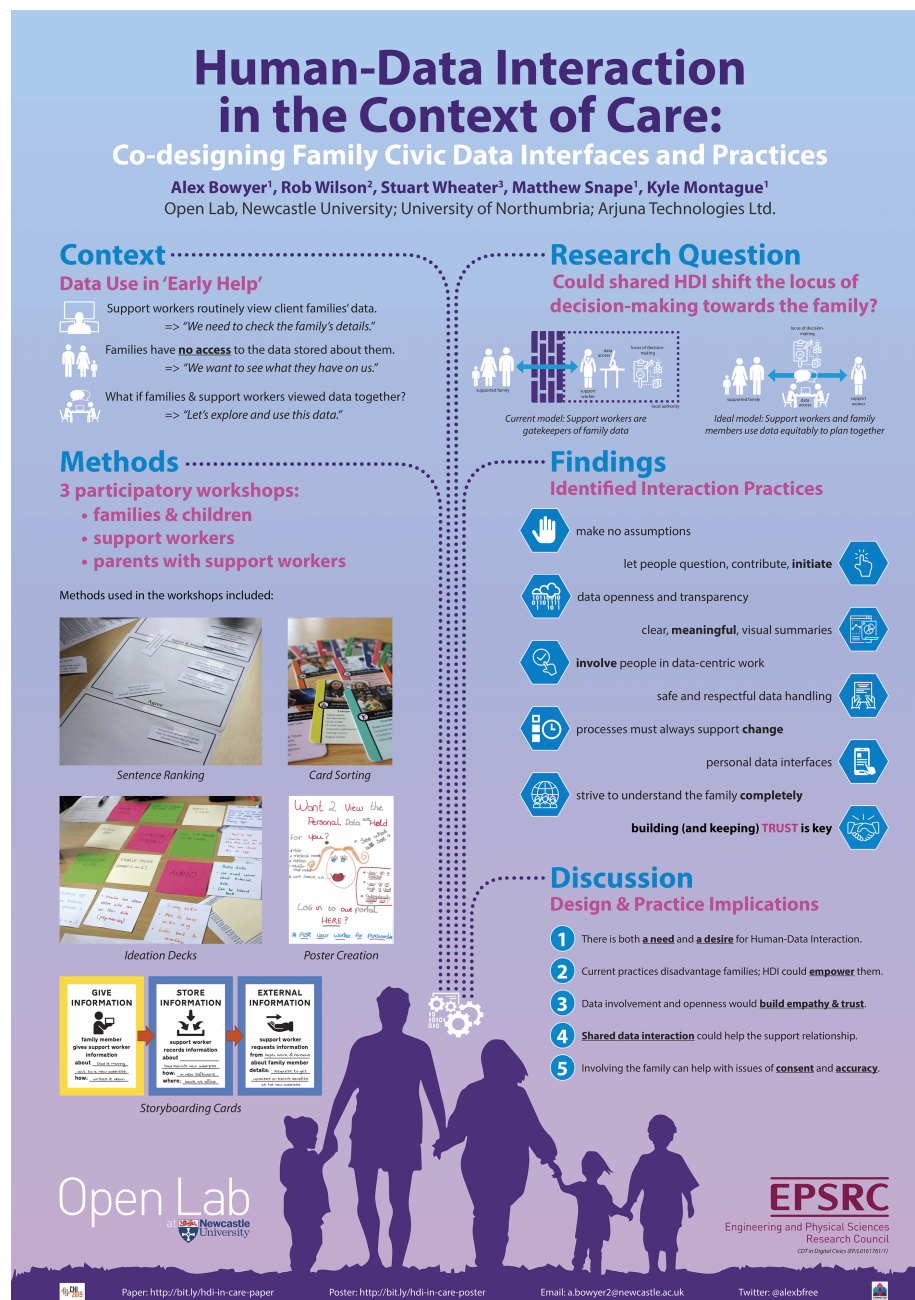 Human-Data Interaction
in the Context of Care:
Co-designing Family Civic Data Interfaces and Practices
Alex Bowyer1, Rob Wilson2, Stuart Wheater3, Matthew Snape1, Kyle Montague1
Open Lab, Newcastle University; University of Northumbria; Arjuna Technologies Ltd.
Context
Data Use in ‘Early Help’
Support workers routinely view client families’ data.
=> “We need to check the family’s details.”
Families have no access to the data stored about them.
=> “We want to see what they have on us.”
What if families & support workers viewed data together?
=> “Let’s explore and use this data.”
Research Question
Could shared HDI shift the locus of
decision-making towards the family?
supported family
data
access
locus of decision-
making
support
worker
local authority
Current model: Support workers are
gatekeepers of family data
locus of decision-
making
supported family
data
access
support
worker
Ideal model: Support workers and family
members use data equitably to plan together
Methods
3 participatory workshops:
• families & children
• support workers
• parents with support workers
Methods used in the workshops included:
Agree
Sentence Ranking
Card Sorting
AUDIO
Ideation Decks
Want 2 View the
Personal Data we Hold
for you?
Log in to our portal
HERE?
* ASK your worker for passwords
Poster Creation
GIVE
INFORMATION
family member
gives support worker
information
about
how:
STORE
INFORMATION
support worker
records information
about
how:
where:
EXTERNAL
INFORMATION
support worker
requests information
from
about family member
details:
Storyboarding Cards
Findings
Identified Interaction Practices
make no assumptions
let people question, contribute, initiate
data openness and transparency
clear, meaningful, visual summaries
involve people in data-centric work
safe and respectful data handling
processes must always support change
personal data interfaces
strive to understand the family completely
building (and keeping) TRUST is key
Discussion
Design & Practice Implications
1 There is both a need and a desire for Human-Data Interaction.
2 Current practices disadvantage families; HDI could empower them.
3 Data involvement and openness would build empathy & trust.
4 Shared data interaction could help the support relationship.
5 Involving the family can help with issues of consent and accuracy.
Open Lab
at Newcastle
University
EPSRC
Engineering and Physical Sciences
Research Council
CDT in Digital Civics (EP/L0161761/1)
CHI 2019
Paper: http://bit.ly/hdi-in-care-paper
Poster: http://bit.ly/hdi-in-care-poster
Email: a.bowyer2@newcastle.ac.uk
Twitter: @alexbfree